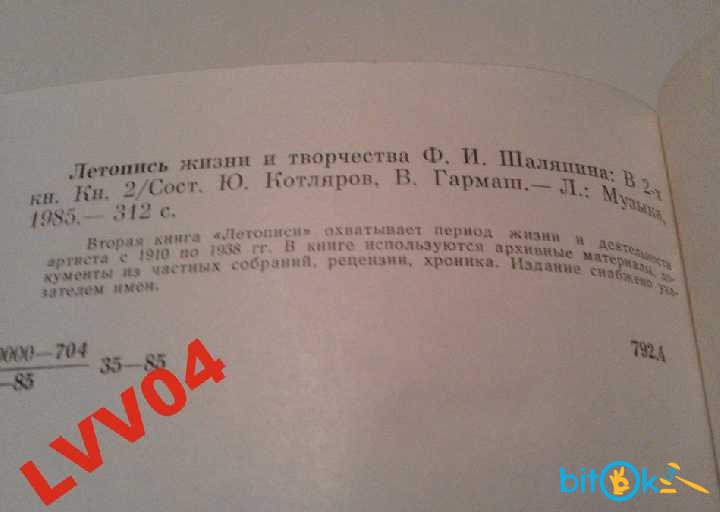 Летопись жизни и творчества Ф. И. Шаляпина: В 2-х
кн. Кн. 2/Сост. Ю. Котляров, В. Гармаш.— Л.: Музыка,
1985.— 312 с.
Вторая книга «Летописи» охватывает период жизни и деятельности
артиста с 1910 по 1938 гг. В книге используются архивные материалы, до-
кументы из частных собраний, рецензии, хроника. Издание снабжено ука-
зателем имен.
0000—704
—85
35—85
792.4
LVV04
bitOk